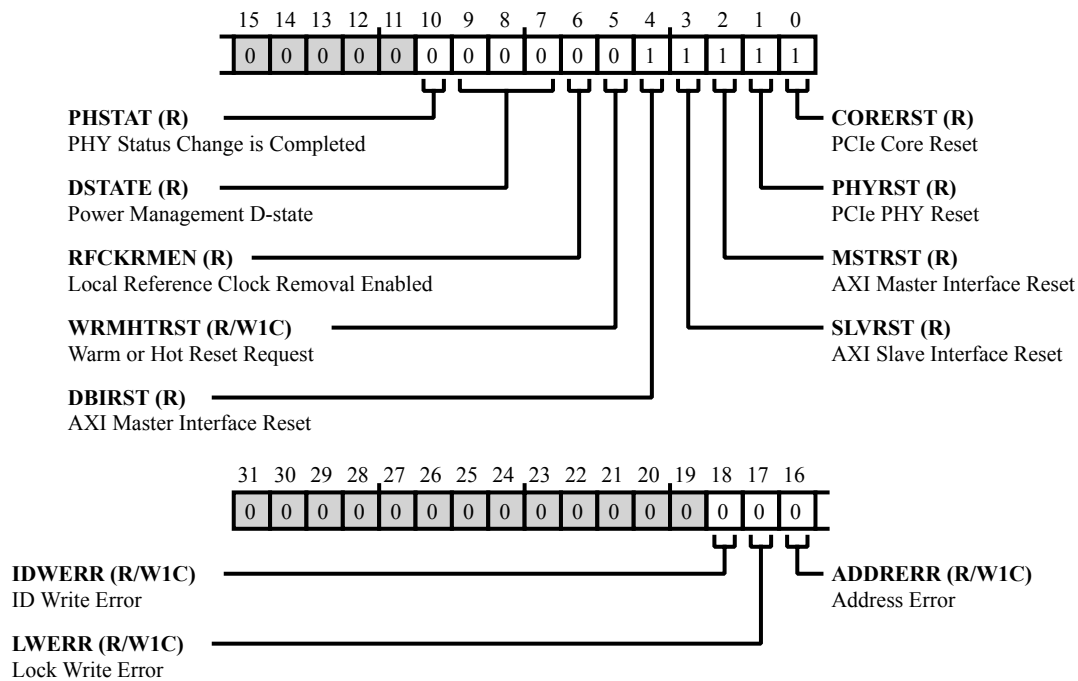 15 14 13 12 11 10 9 8 7 6 5 4 3 2 1 0
0 0 0 0 0 0 0 0 0 0 0 1 1 1 1 1
PHSTAT (R)
PHY Status Change is Completed
CORERST (R)
PCIe Core Reset
DSTATE (R)
Power Management D-state
PHYRST (R)
PCIe PHY Reset
RFCKRMEN (R)
Local Reference Clock Removal Enabled
MSTRST (R)
AXI Master Interface Reset
WRMHTRST (R/W1C)
Warm or Hot Reset Request
SLVRST (R)
AXI Slave Interface Reset
DBIRST (R)
AXI Master Interface Reset
31 30 29 28 27 26 25 24 23 22 21 20 19 18 17 16
0 0 0 0 0 0 0 0 0 0 0 0 0 0 0 0
IDWERR (R/W1C)
ID Write Error
ADDRERR (R/W1C)
Address Error
LWERR (R/W1C)
Lock Write Error